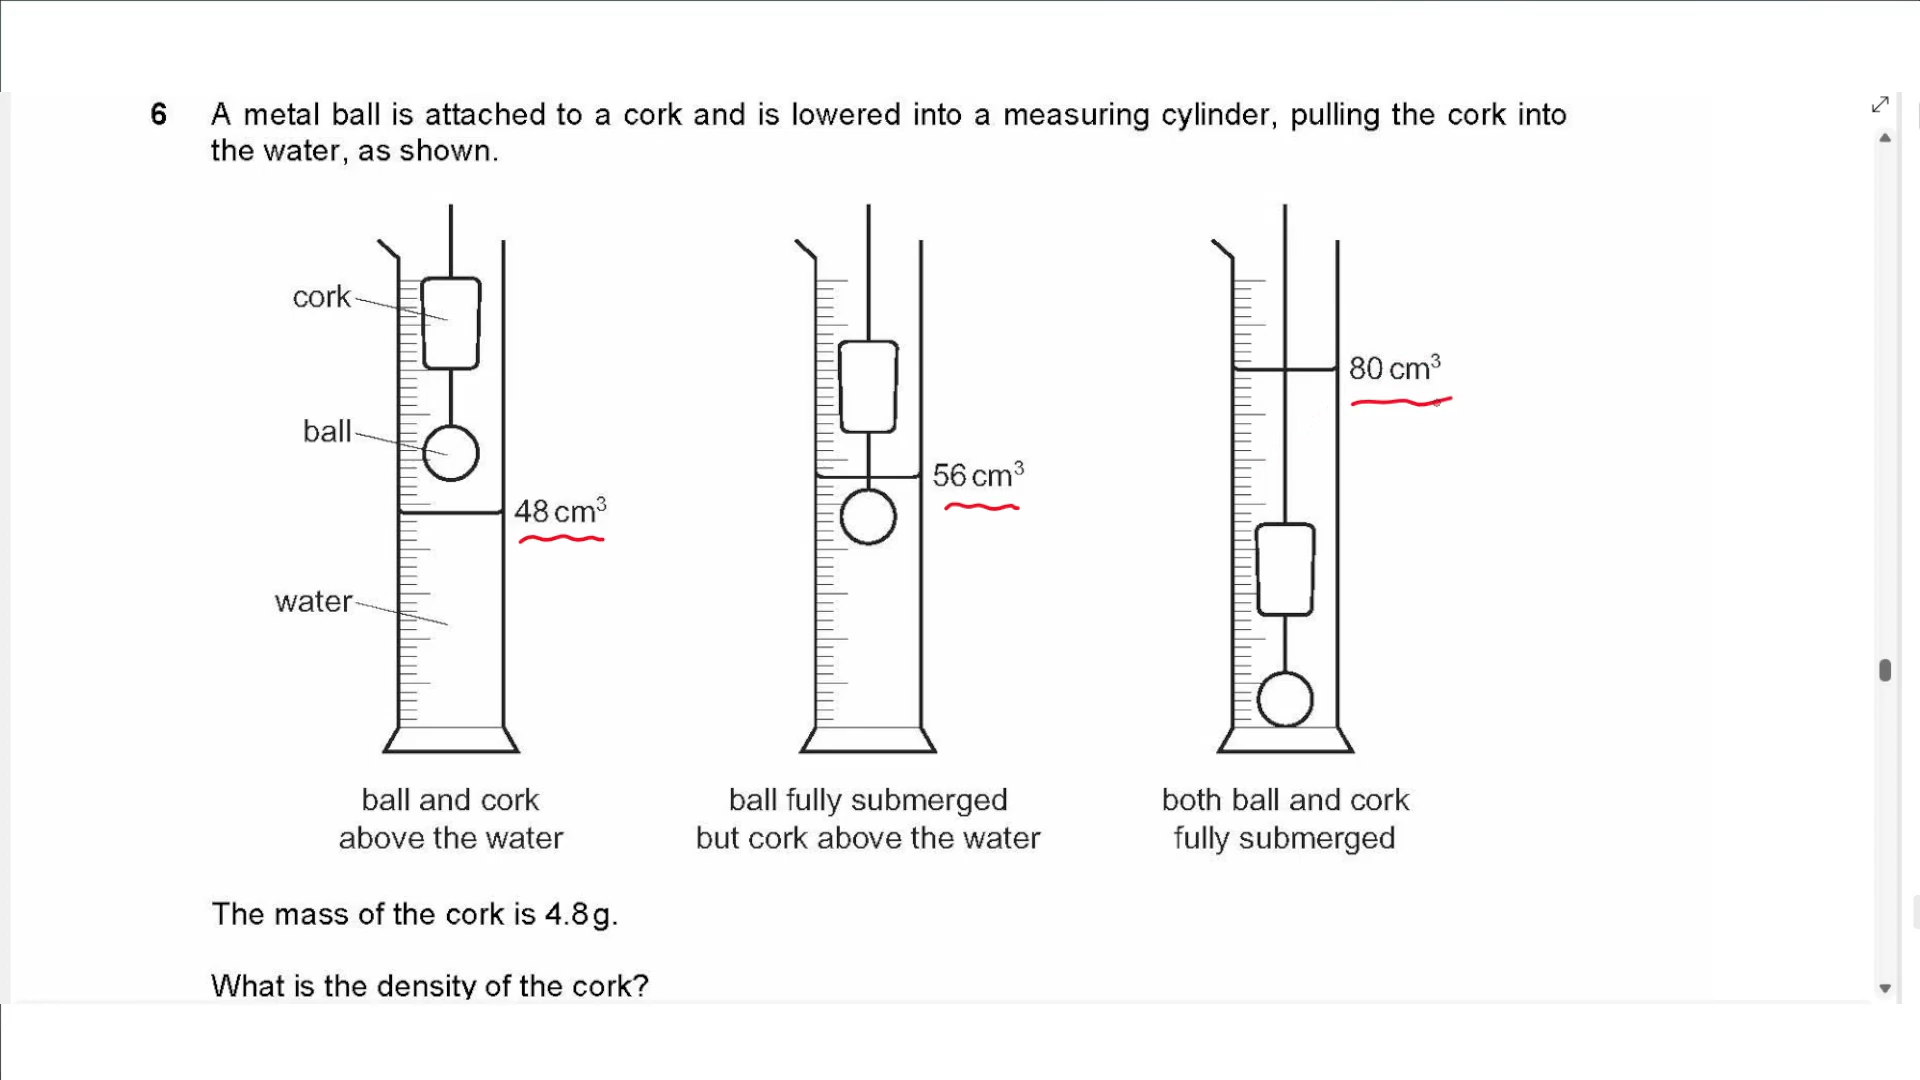 6 A metal ball is attached to a cork and is lowered into a measuring cylinder, pulling the cork into
the water, as shown.
cork
ball
water
48 cm³
56 cm³
80 cm³
ball and cork
above the water
ball fully submerged
but cork above the water
both ball and cork
fully submerged
The mass of the cork is 4.8 g.
What is the density of the cork?